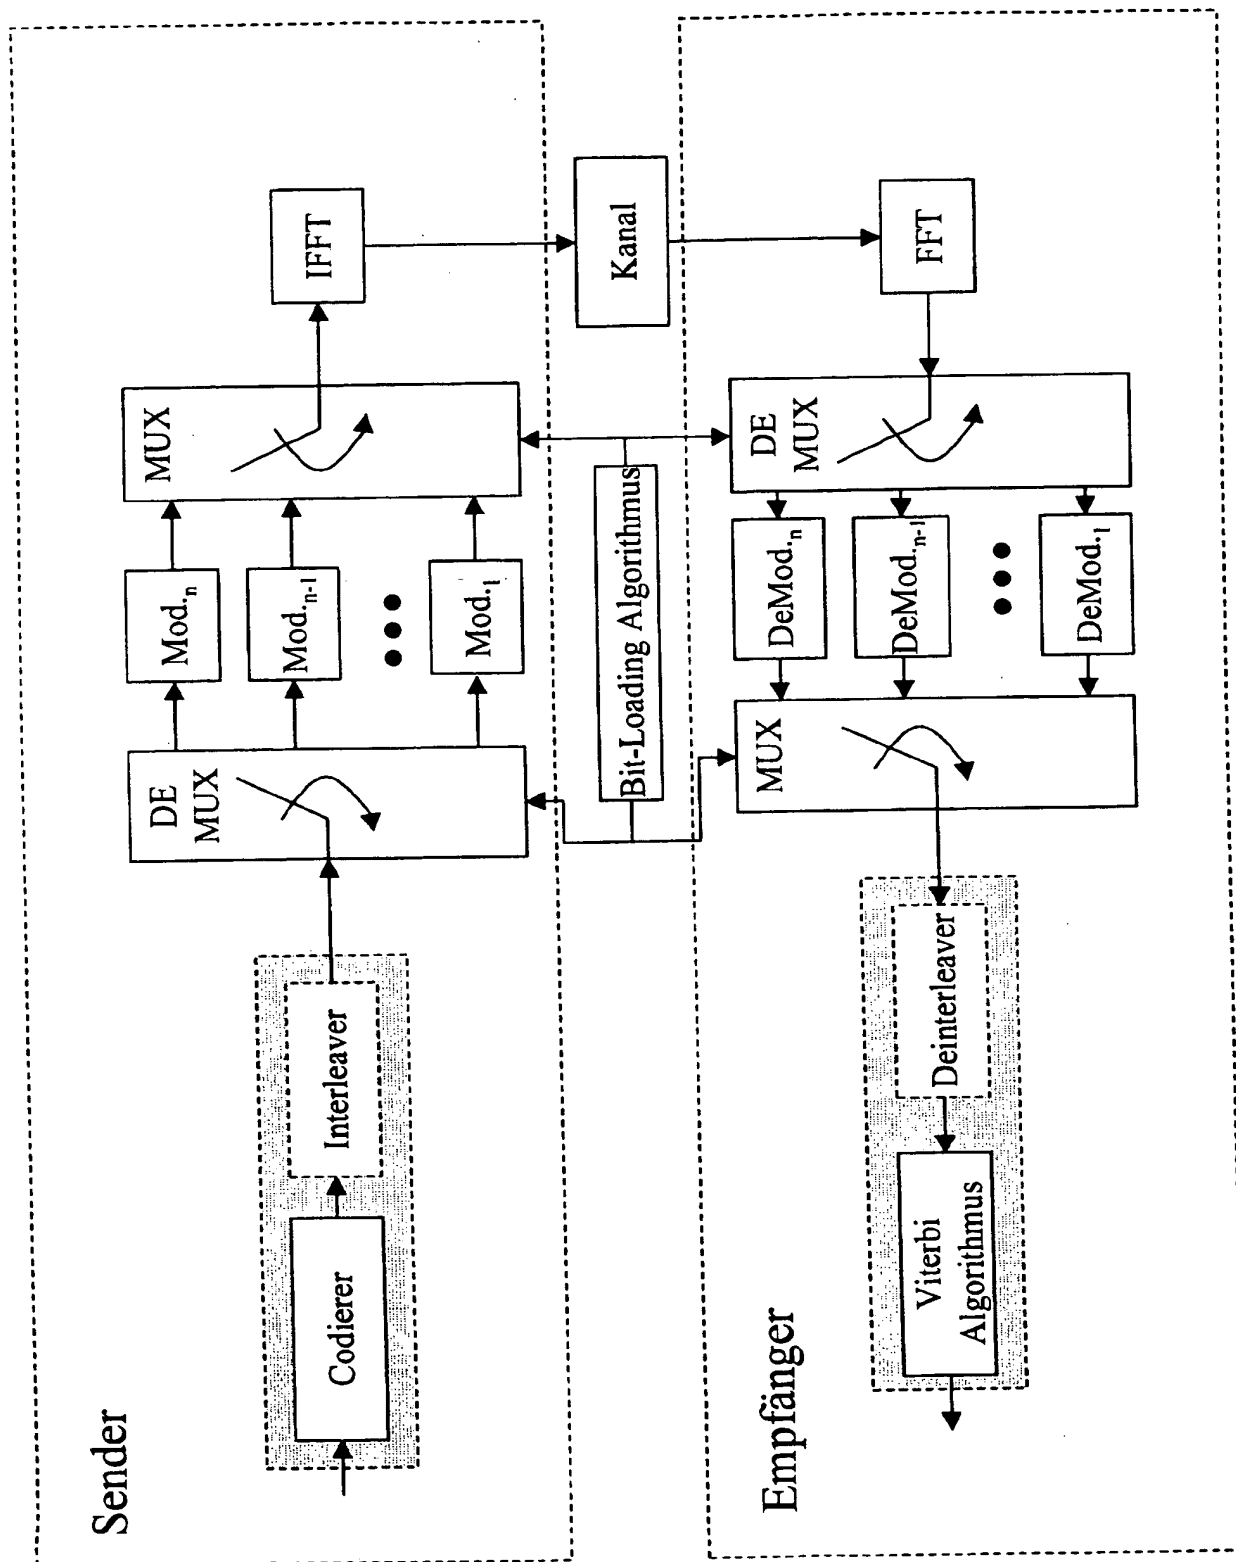 Sender
Codierer
Interleaver
DE
MUX
Mod.n
Mod.n-1
Mod.1
MUX
IFFT
Bit-Loading Algorithmus
Kanal
Empfänger
Viterbi
Algorithmus
Deinterleaver
MUX
DeMod.n
DeMod.n-1
DeMod.1
DE
MUX
FFT